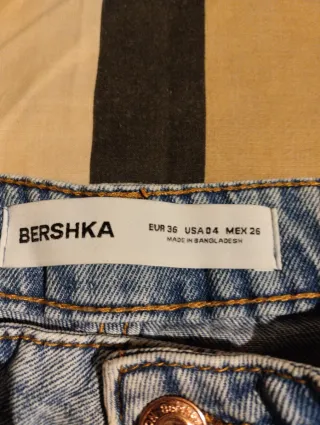 BERSHKA
EUR 36 USA 04 MEX 26
MADE IN BANGLADESH